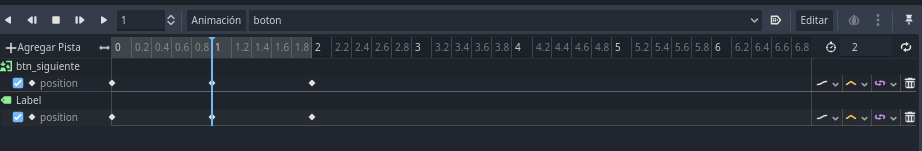 1 Animación boton Editar
Agregar Pista 0 0.2 0.4 0.6 0.8 1 1.2 1.4 1.6 1.8 2 2.2 2.4 2.6 2.8 3 3.2 3.4 3.6 3.8 4 4.2 4.4 4.6 4.8 5 5.2 5.4 5.6 5.8 6 6.2 6.4 6.6 6.8 2
btn_siguiente
position
Label
position